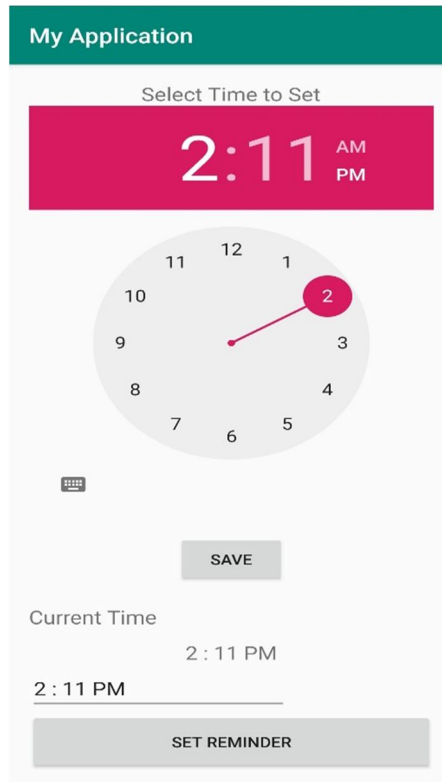 My Application
Select Time to Set
2:11 AM
PM
12
11 1
10 2
9 3
8 4
7 5
6
SAVE
Current Time
2 : 11 PM
2 : 11 PM
SET REMINDER